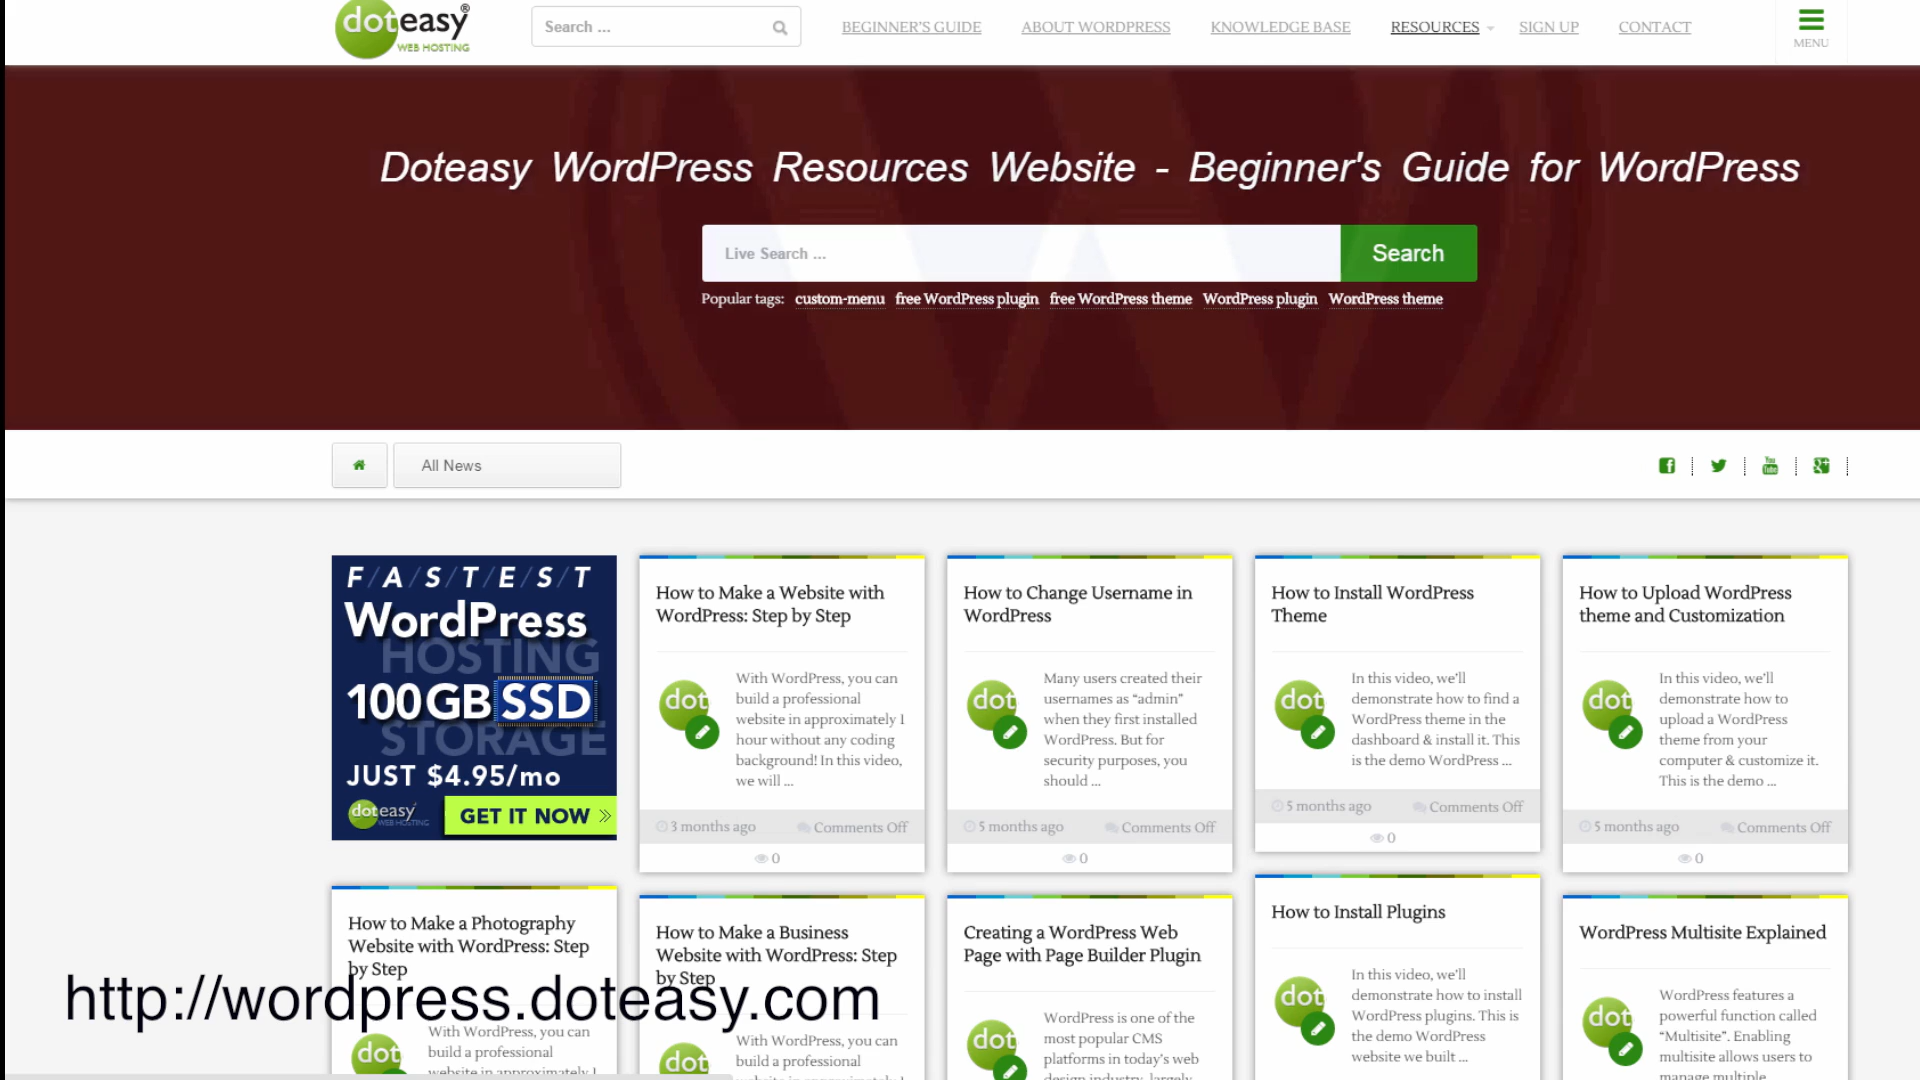 doteasy®
WEB HOSTING
Search ...
BEGINNER'S GUIDE
ABOUT WORDPRESS
KNOWLEDGE BASE
RESOURCES
SIGN UP
CONTACT
MENU
Doteasy WordPress Resources Website - Beginner's Guide for WordPress
Live Search ...
Search
Popular tags: custom-menu free WordPress plugin free WordPress theme WordPress plugin WordPress theme
All News
You
Tube
F/A/S/T/E/S/T
WordPress
HOSTING
100GB SSD
STORAGE
JUST $4.95/mo
doteasy
WEB HOSTING
GET IT NOW »
How to Make a Website with
WordPress: Step by Step
dot
With WordPress, you can
build a professional
website in approximately 1
hour without any coding
background! In this video,
we will ...
3 months ago
Comments Off
0
How to Change Username in
WordPress
dot
Many users created their
usernames as “admin”
when they first installed
WordPress. But for
security purposes, you
should ...
5 months ago
Comments Off
0
How to Install WordPress
Theme
dot
In this video, we'll
demonstrate how to find a
WordPress theme in the
dashboard & install it. This
is the demo WordPress ...
5 months ago
Comments Off
0
How to Upload WordPress
theme and Customization
dot
In this video, we'll
demonstrate how to
upload a WordPress
theme from your
computer & customize it.
This is the demo ...
5 months ago
Comments Off
0
How to Make a Photography
Website with WordPress: Step
by Step
dot
With WordPress, you can
build a professional
website in approximately 1
How to Make a Business
Website with WordPress: Step
by Step
dot
With WordPress, you can
build a professional
website in approximately 1
Creating a WordPress Web
Page with Page Builder Plugin
dot
WordPress is one of the
most popular CMS
platforms in today's web
design industry, largely
How to Install Plugins
dot
In this video, we'll
demonstrate how to install
WordPress plugins. This is
the demo WordPress
website we built ...
WordPress Multisite Explained
dot
WordPress features a
powerful function called
“Multisite”. Enabling
multisite allows users to
manage multiple
http://wordpress.doteasy.com